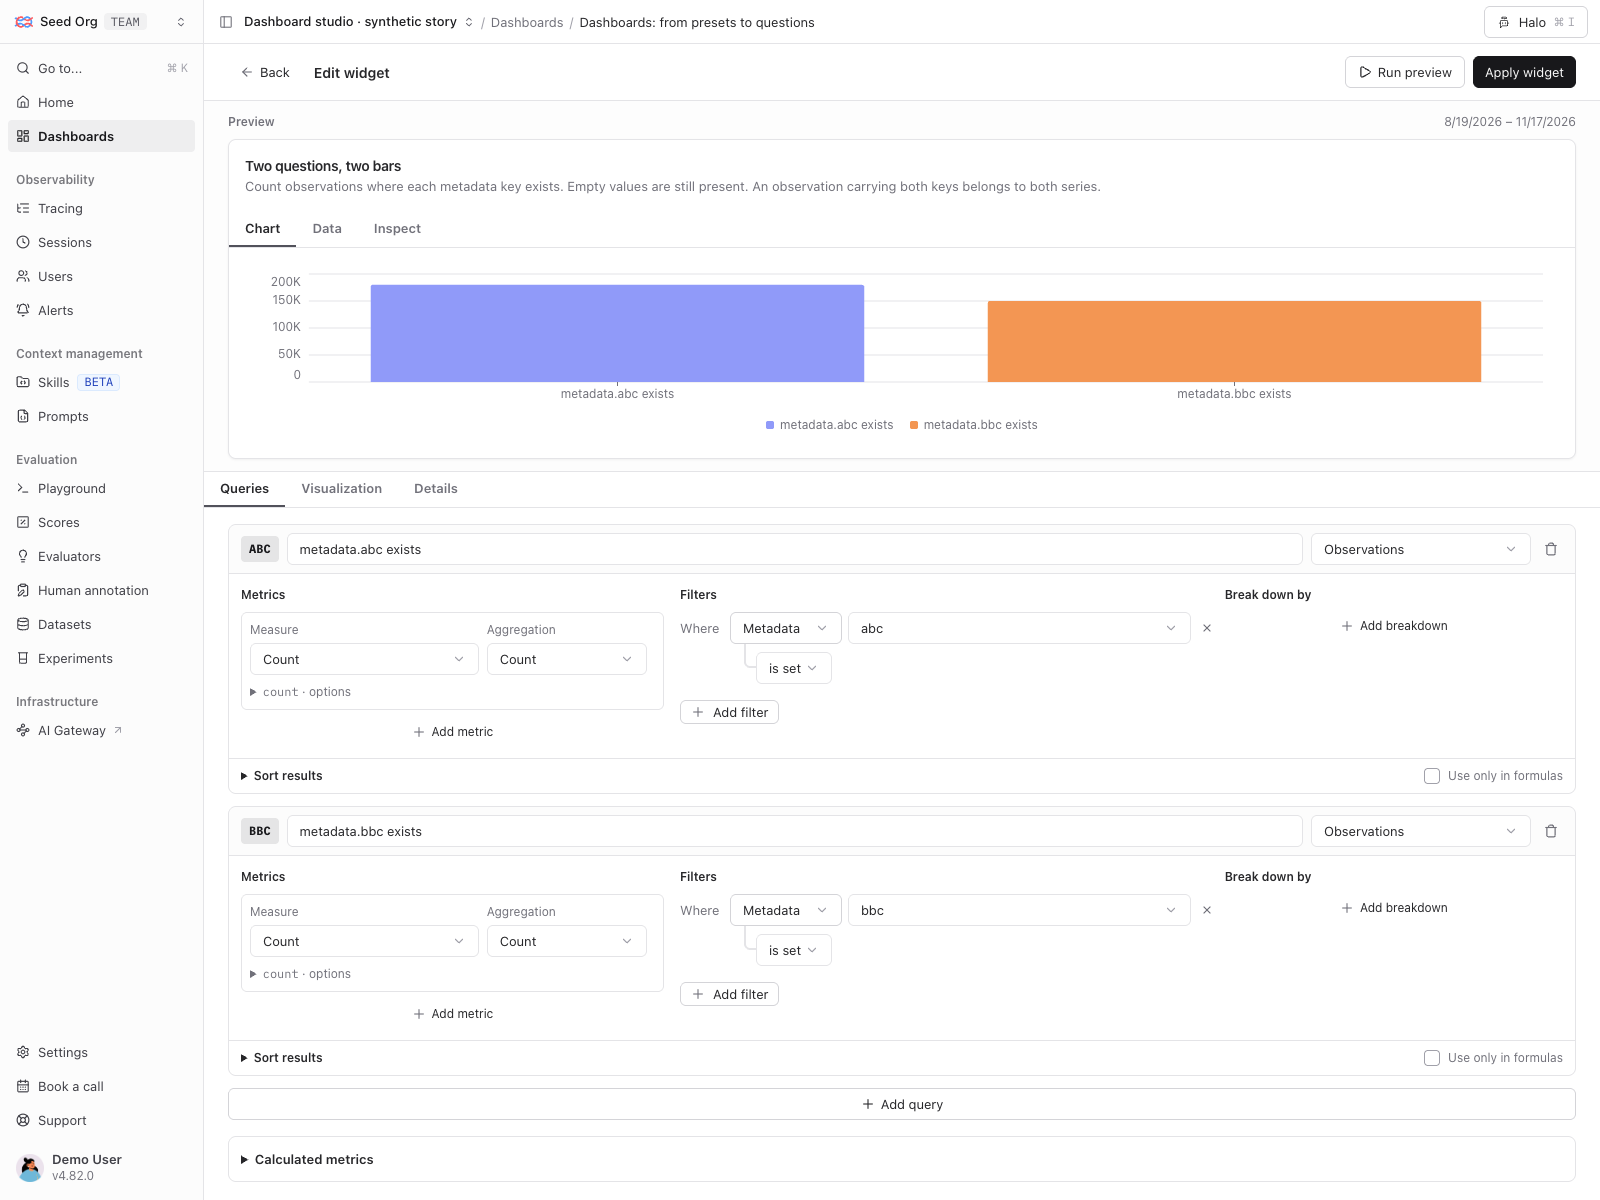 Seed Org TEAM
Go to... ⌘ K
Home
Dashboards
Observability
Tracing
Sessions
Users
Alerts
Context management
Skills BETA
Prompts
Evaluation
Playground
Scores
Evaluators
Human annotation
Datasets
Experiments
Infrastructure
AI Gateway
Settings
Book a call
Support
Demo User
v4.82.0
Dashboard studio · synthetic story / Dashboards / Dashboards: from presets to questions
Halo ⌘ I
Back Edit widget
Run preview Apply widget
Preview 8/19/2026 – 11/17/2026
Two questions, two bars
Count observations where each metadata key exists. Empty values are still present. An observation carrying both keys belongs to both series.
Chart Data Inspect
200K
150K
100K
50K
0
metadata.abc exists metadata.bbc exists
metadata.abc exists metadata.bbc exists
Queries Visualization Details
ABC metadata.abc exists Observations
Metrics Filters Break down by
Measure Aggregation
Where Metadata abc
Add breakdown
Count Count
is set
count · options
Add filter
Add metric
Sort results Use only in formulas
BBC metadata.bbc exists Observations
Metrics Filters Break down by
Measure Aggregation
Where Metadata bbc
Add breakdown
Count Count
is set
count · options
Add filter
Add metric
Sort results Use only in formulas
Add query
Calculated metrics